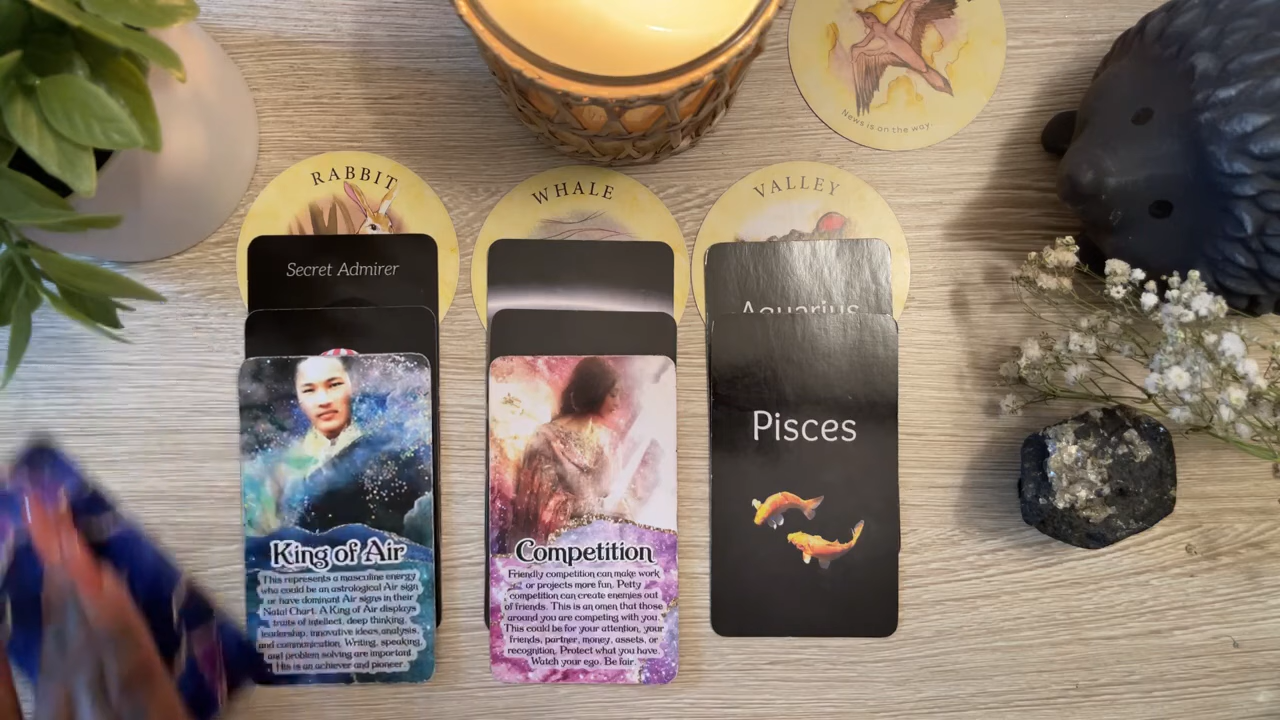 News is on the way.
RABBIT
WHALE
VALLEY
Secret Admirer
Aquarius
Pisces
King of Air
This represents a masculine energy
who could be an astrological Air sign
or have dominant Air signs in their
Natal Chart. A King of Air displays
traits of intellect, deep thinking,
leadership, innovative ideas, analysis,
and communication. Writing, speaking,
and problem solving are important.
His is an achiever and pioneer.
Competition
Friendly competition can make work
or projects more fun. Petty
competition can create enemies out
of friends. This is an omen that those
around you are competing with you.
This could be for your attention, your
friends, partner, money, assets, or
recognition. Protect what you have.
Watch your ego. Be fair.